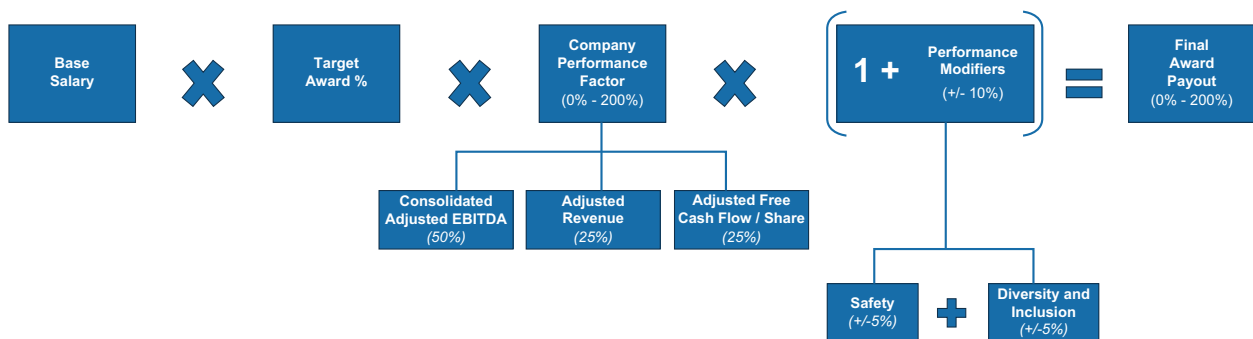 Base
Salary
Target
Award %
Company
Performance
Factor
(0% - 200%)
1 +
Performance
Modifiers
(+/- 10%)
Final
Award
Payout
(0% - 200%)
Consolidated
Adjusted EBITDA
(50%)
Adjusted
Revenue
(25%)
Adjusted Free
Cash Flow / Share
(25%)
Safety
(+/-5%)
Diversity and
Inclusion
(+/-5%)